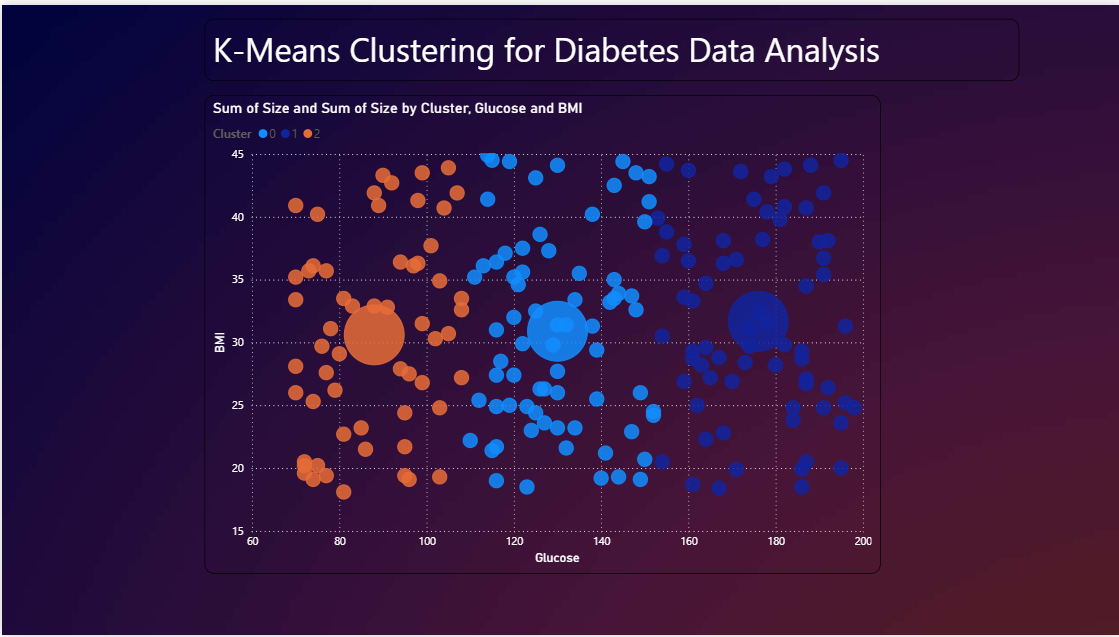 K-Means Clustering for Diabetes Data Analysis
Sum of Size and Sum of Size by Cluster, Glucose and BMI
Cluster 0 1 2
45
40
35
30
25
20
15
BMI
60 80 100 120 140 160 180 200
Glucose